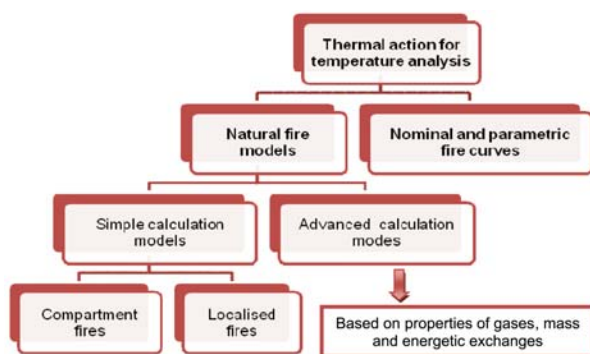 Thermal action for
temperature analysis
Natural fire
models
Nominal and parametric
fire curves
Simple calculation
models
Advanced calculation
modes
Compartment
fires
Localised
fires
Based on properties of gases, mass
and energetic exchanges